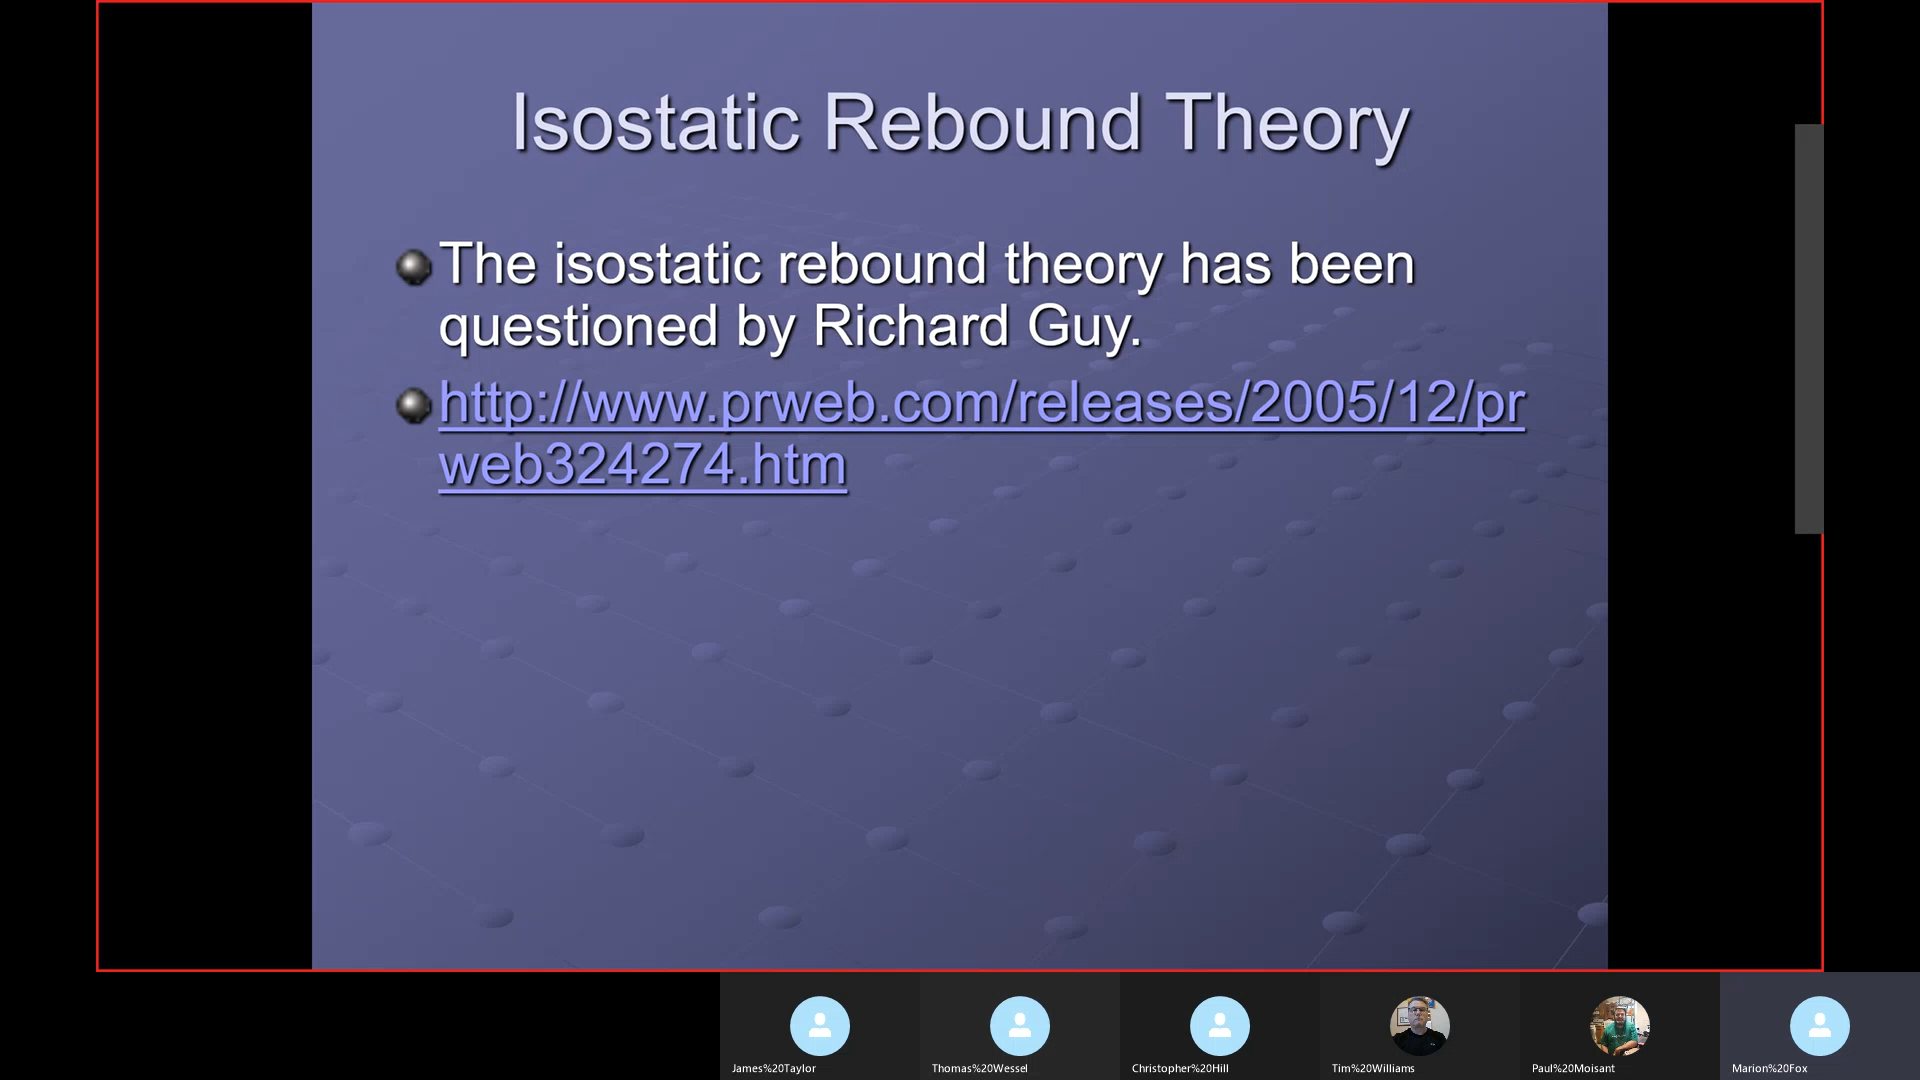 Isostatic Rebound Theory
The isostatic rebound theory has been
questioned by Richard Guy.
http://www.prweb.com/releases/2005/12/pr
web324274.htm
James%20Taylor
Thomas%20Wessel
Christopher%20Hill
Tim%20Williams
Paul%20Moisant
Marion%20Fox